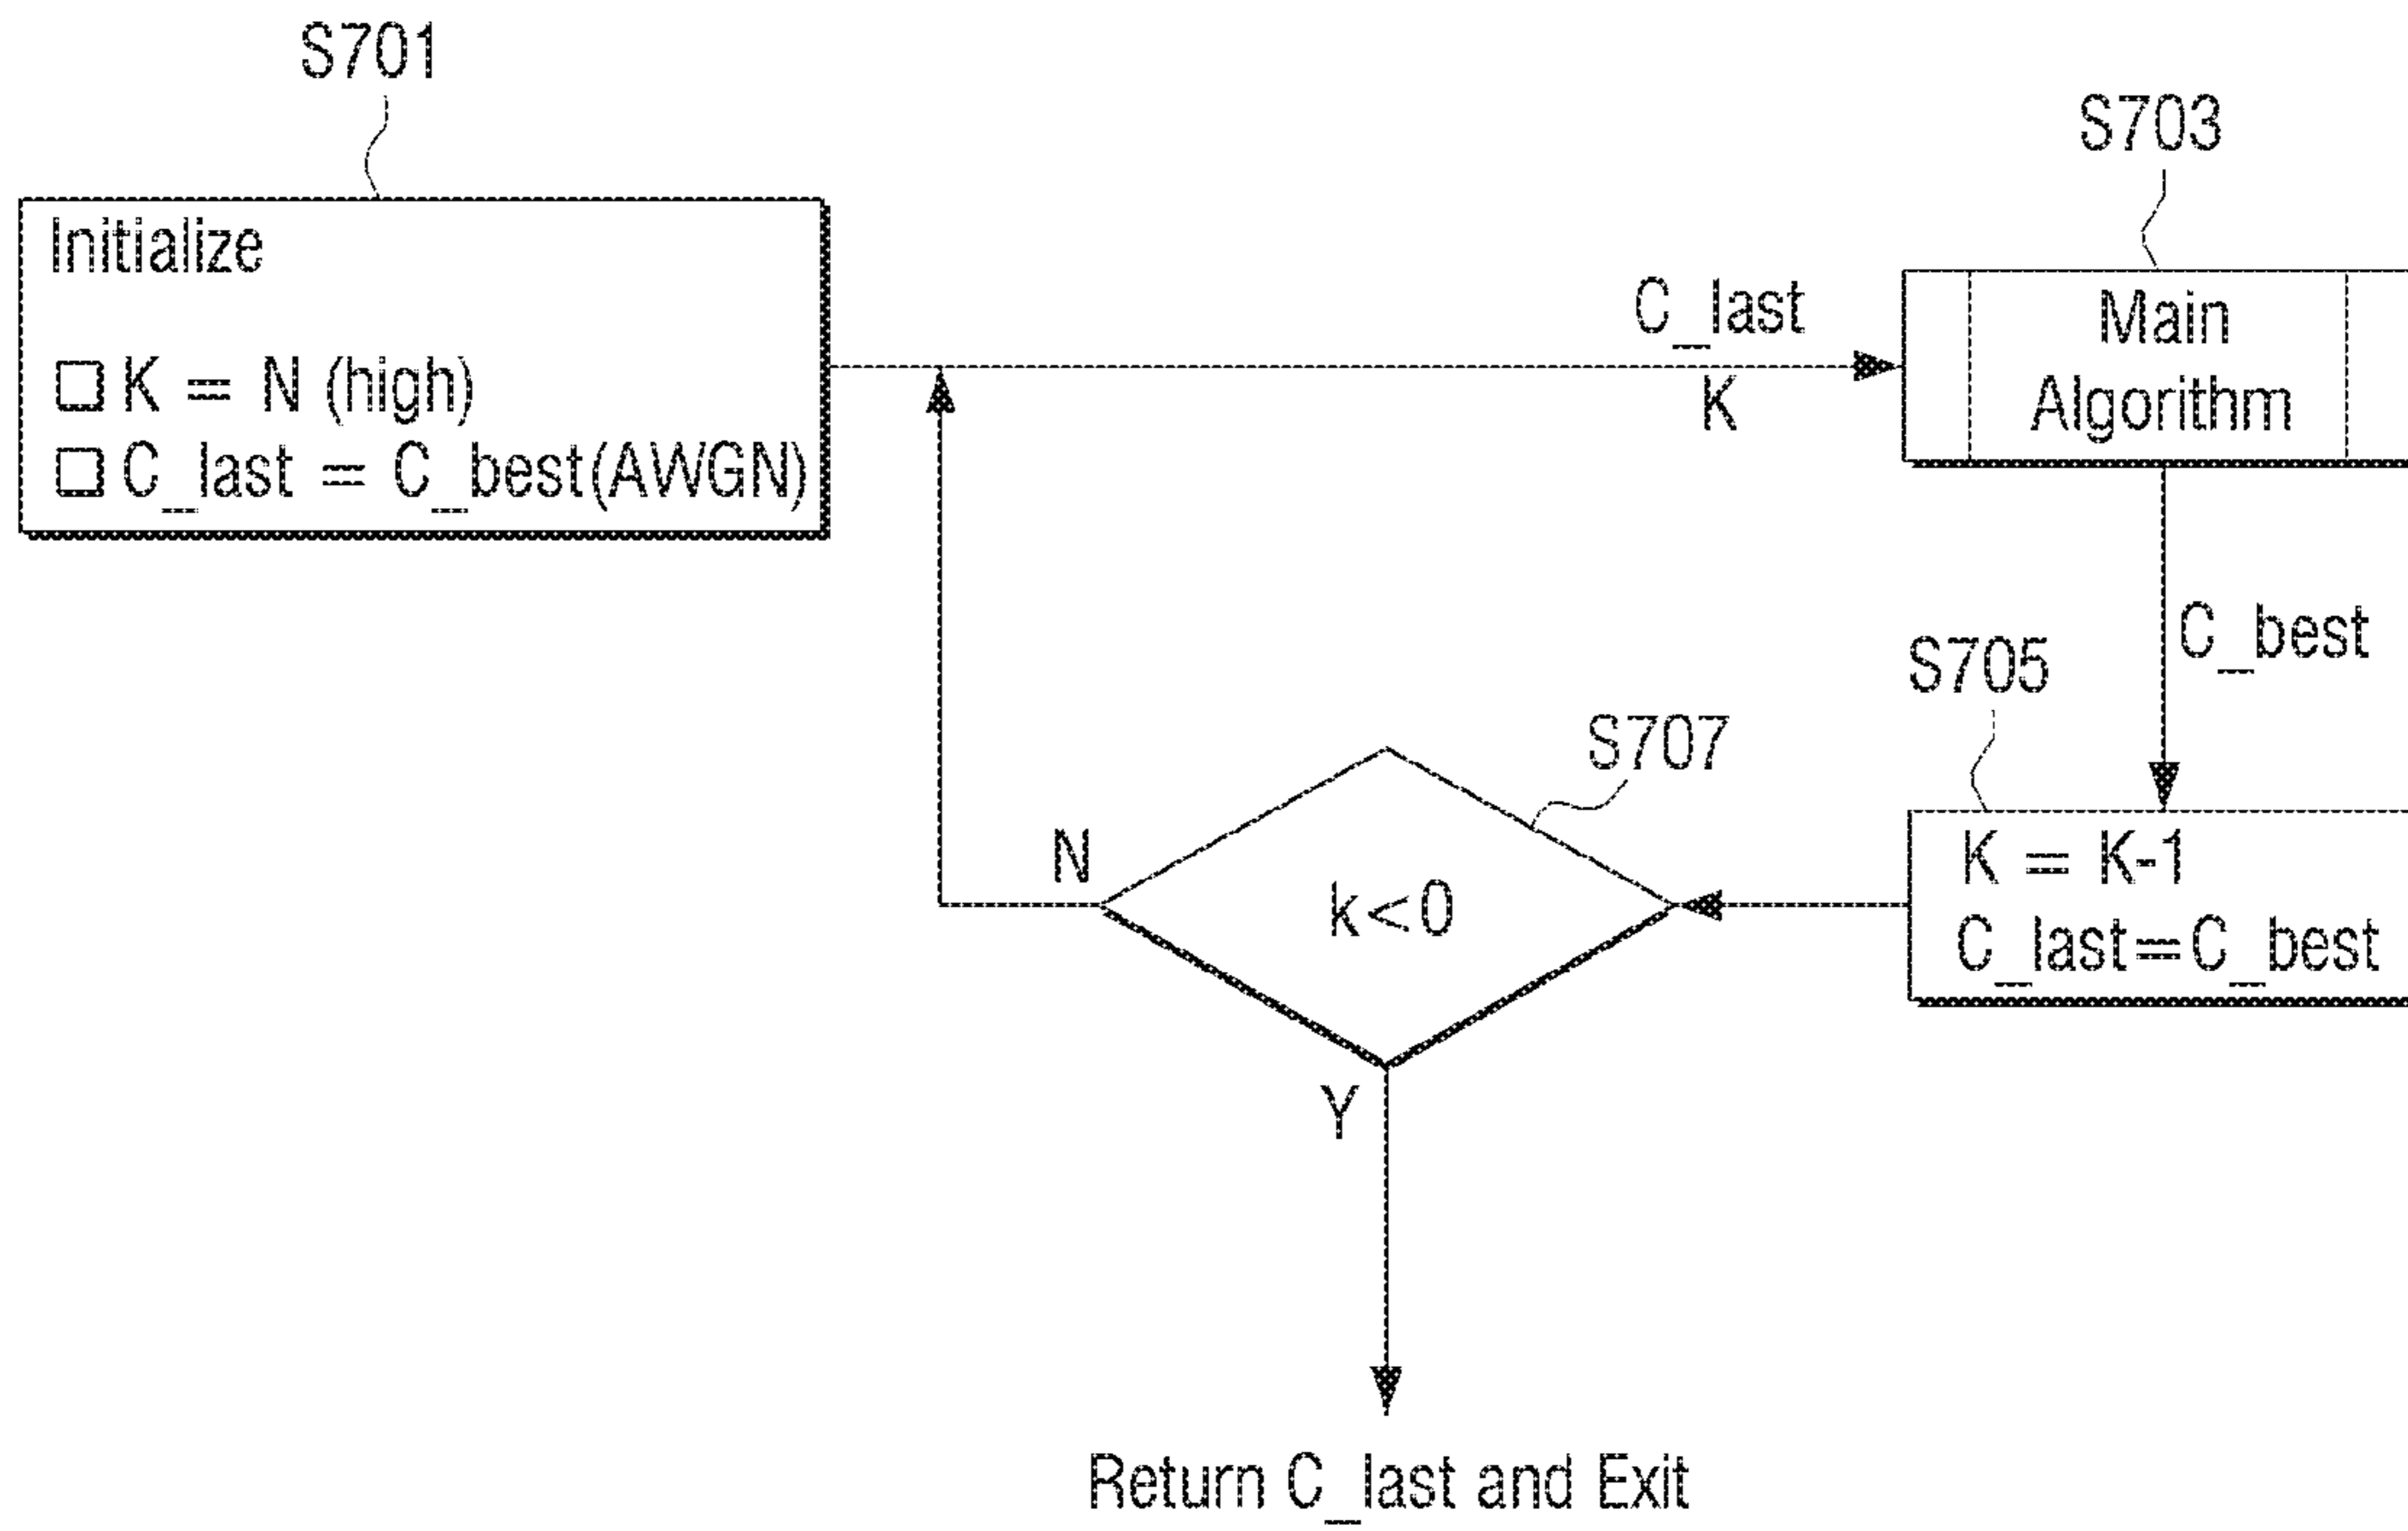 S701
Initialize
□ K = N (high)
□ C_last = C_best(AWGN)
C_last
K
S703
Main
Algorithm
C_best
S705
K = K-1
C_last=C_best
S707
k<0
N
Y
Return C_last and Exit